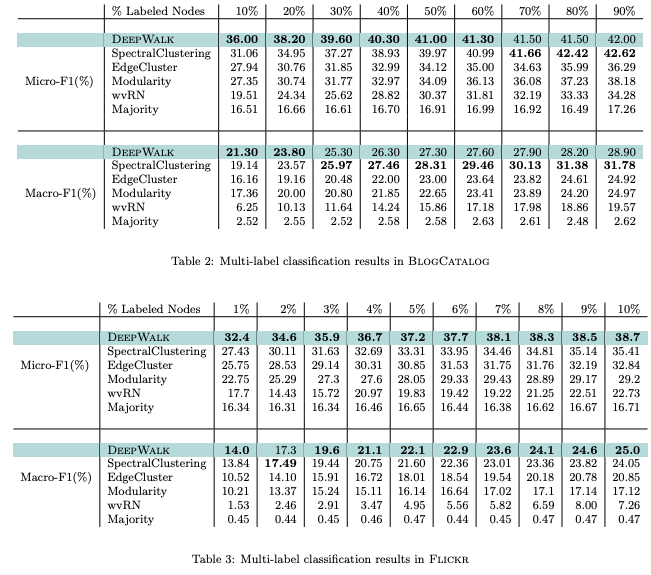 % Labeled Nodes 10% 20% 30% 40% 50% 60% 70% 80% 90%
DEEPWALK 36.00 38.20 39.60 40.30 41.00 41.30 41.50 41.50 42.00
SpectralClustering 31.06 34.95 37.27 38.93 39.97 40.99 41.66 42.42 42.62
EdgeCluster 27.94 30.76 31.85 32.99 34.12 35.00 34.63 35.99 36.29
Micro-F1(%) Modularity 27.35 30.74 31.77 32.97 34.09 36.13 36.08 37.23 38.18
wvRN 19.51 24.34 25.62 28.82 30.37 31.81 32.19 33.33 34.28
Majority 16.51 16.66 16.61 16.70 16.91 16.99 16.92 16.49 17.26
DEEPWALK 21.30 23.80 25.30 26.30 27.30 27.60 27.90 28.20 28.90
SpectralClustering 19.14 23.57 25.97 27.46 28.31 29.46 30.13 31.38 31.78
EdgeCluster 16.16 19.16 20.48 22.00 23.00 23.64 23.82 24.61 24.92
Macro-F1(%) Modularity 17.36 20.00 20.80 21.85 22.65 23.41 23.89 24.20 24.97
wvRN 6.25 10.13 11.64 14.24 15.86 17.18 17.98 18.86 19.57
Majority 2.52 2.55 2.52 2.58 2.58 2.63 2.61 2.48 2.62
Table 2: Multi-label classification results in BLOGCATALOG
% Labeled Nodes 1% 2% 3% 4% 5% 6% 7% 8% 9% 10%
DEEPWALK 32.4 34.6 35.9 36.7 37.2 37.7 38.1 38.3 38.5 38.7
SpectralClustering 27.43 30.11 31.63 32.69 33.31 33.95 34.46 34.81 35.14 35.41
Micro-F1(%) EdgeCluster 25.75 28.53 29.14 30.31 30.85 31.53 31.75 31.76 32.19 32.84
Modularity 22.75 25.29 27.3 27.6 28.05 29.33 29.43 28.89 29.17 29.2
wvRN 17.7 14.43 15.72 20.97 19.83 19.42 19.22 21.25 22.51 22.73
Majority 16.34 16.31 16.34 16.46 16.65 16.44 16.38 16.62 16.67 16.71
DEEPWALK 14.0 17.3 19.6 21.1 22.1 22.9 23.6 24.1 24.6 25.0
SpectralClustering 13.84 17.49 19.44 20.75 21.60 22.36 23.01 23.36 23.82 24.05
Macro-F1(%) EdgeCluster 10.52 14.10 15.91 16.72 18.01 18.54 19.54 20.18 20.78 20.85
Modularity 10.21 13.37 15.24 15.11 16.14 16.64 17.02 17.1 17.14 17.12
wvRN 1.53 2.46 2.91 3.47 4.95 5.56 5.82 6.59 8.00 7.26
Majority 0.45 0.44 0.45 0.46 0.47 0.44 0.45 0.47 0.47 0.47
Table 3: Multi-label classification results in FLICKR